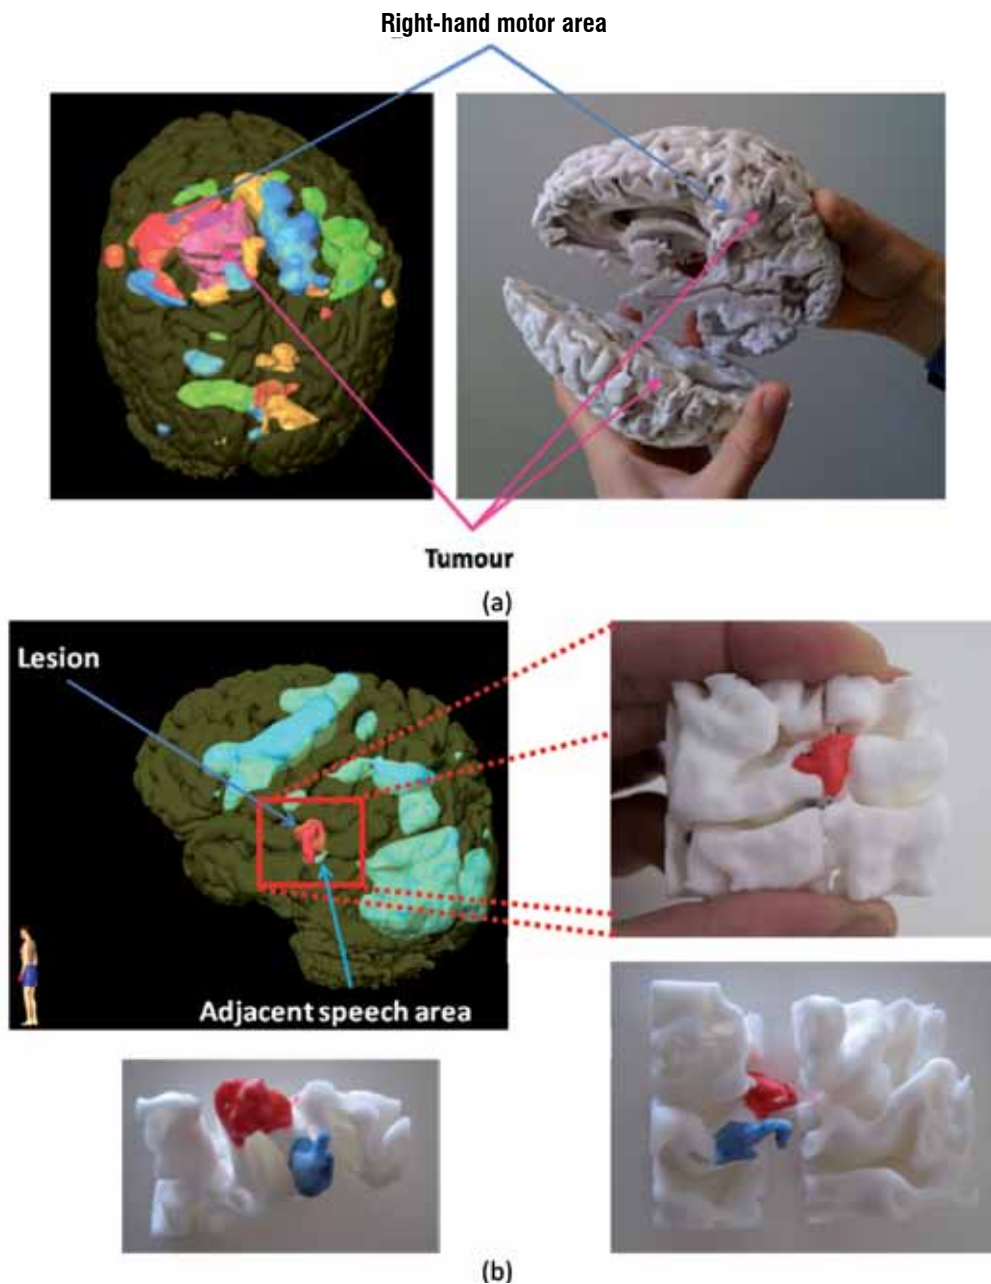 Right-hand motor area
Tumour
(a)
Lesion
Adjacent speech area
(b)